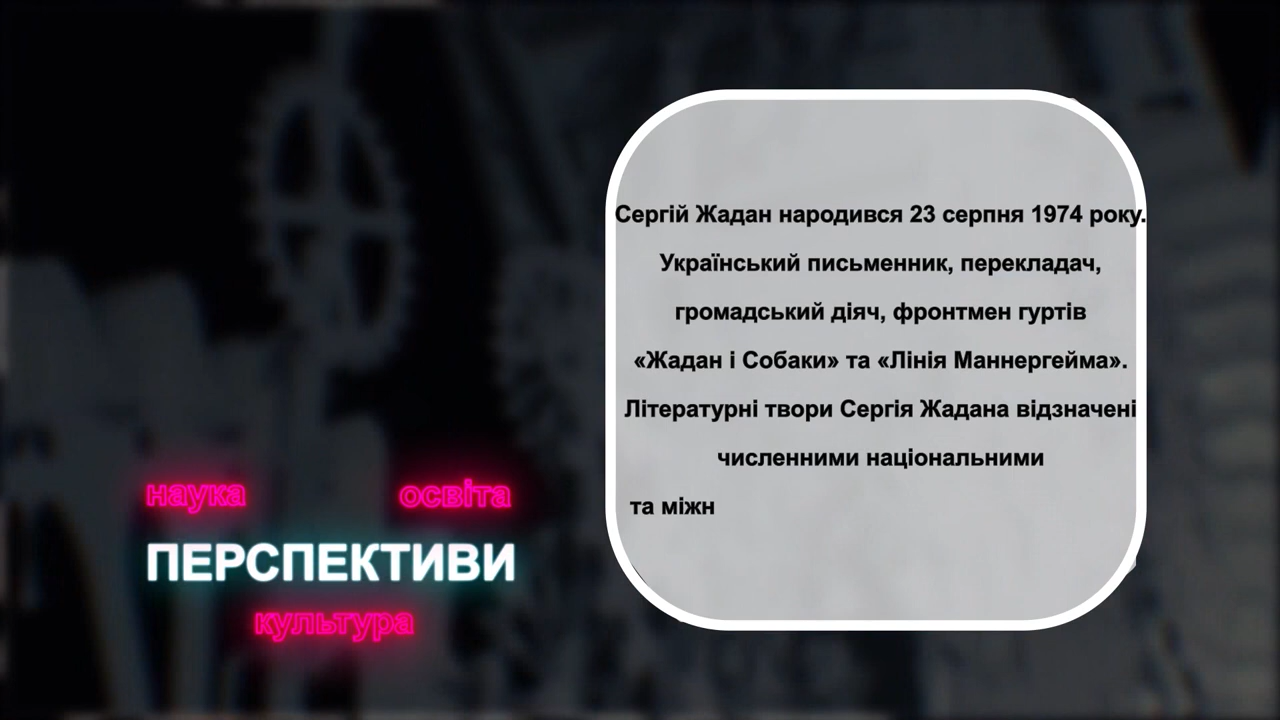 Сергій Жадан народився 23 серпня 1974 року.
Український письменник, перекладач,
громадський діяч, фронтмен гуртів
«Жадан і Собаки» та «Лінія Маннергейма».
Літературні твори Сергія Жадана відзначені
численними національними
та міжн
наука освіта
ПЕРСПЕКТИВИ
культура